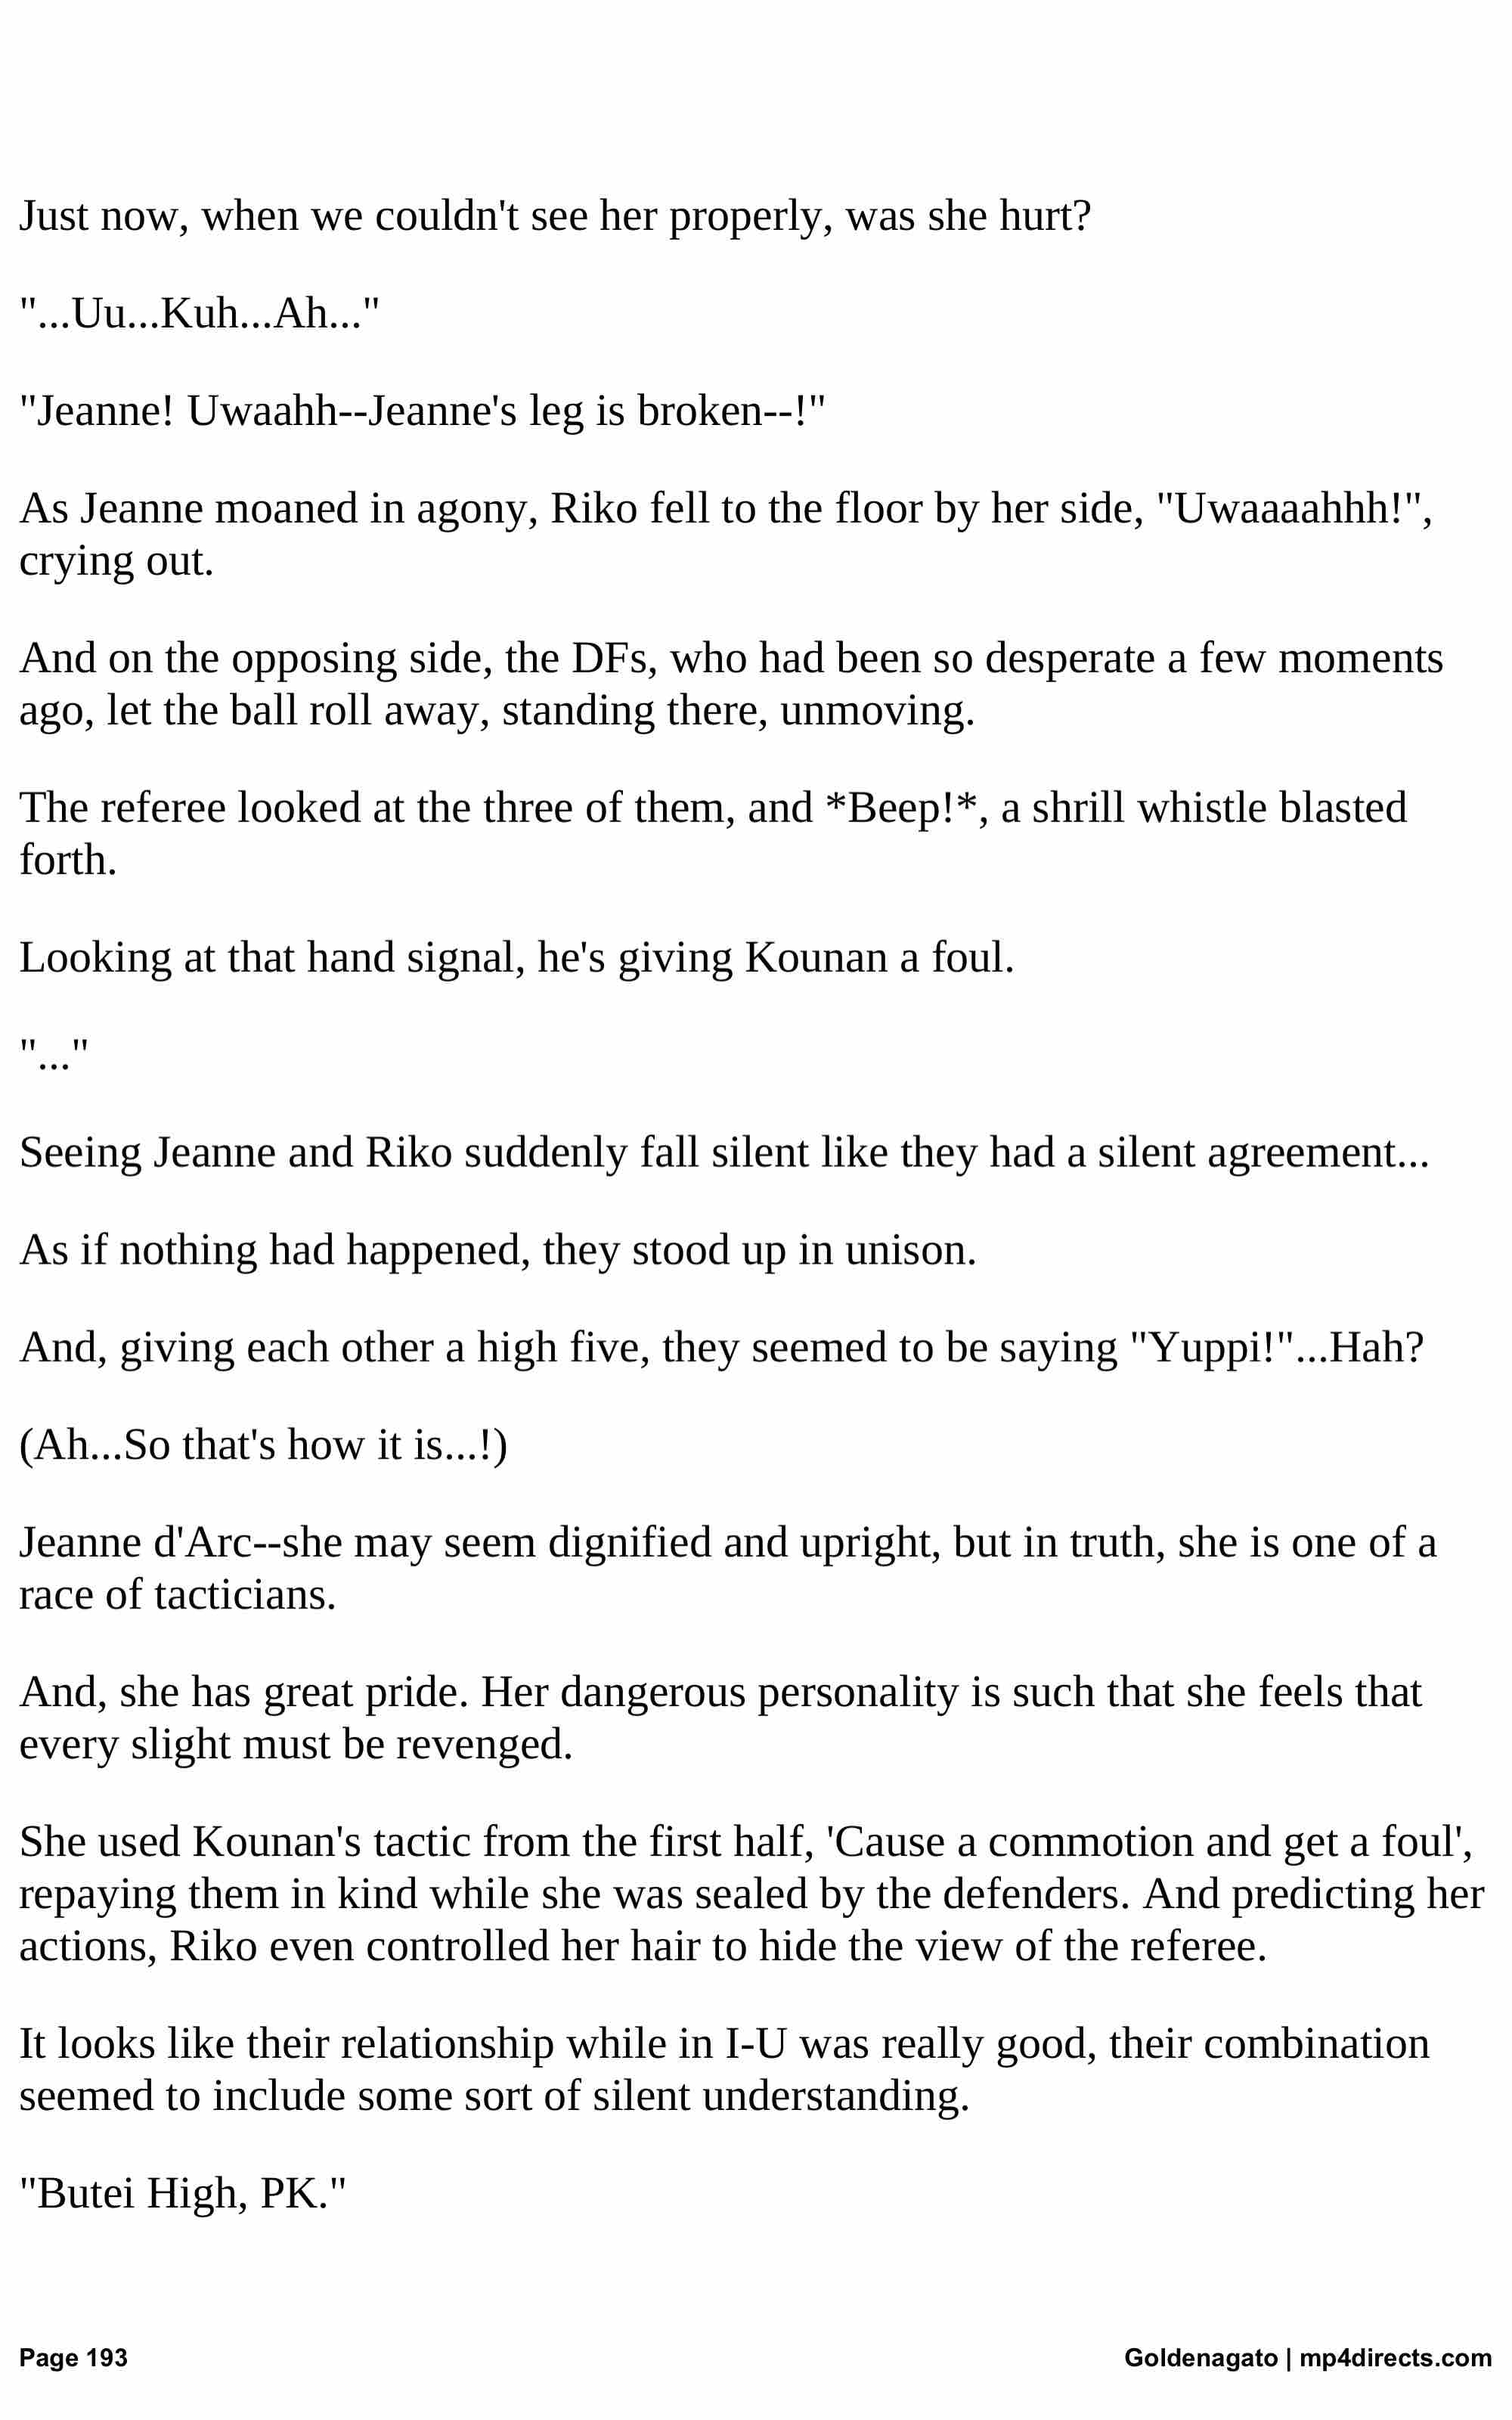 Just now, when we couldn't see her properly, was she hurt?
"...Uu...Kuh...Ah..."
"Jeanne! Uwaahh--Jeanne's leg is broken--!"
As Jeanne moaned in agony, Riko fell to the floor by her side, "Uwaaaahhh!",
crying out.
And on the opposing side, the DFs, who had been so desperate a few moments
ago, let the ball roll away, standing there, unmoving.
The referee looked at the three of them, and *Beep!*, a shrill whistle blasted
forth.
Looking at that hand signal, he's giving Kounan a foul.
"..."
Seeing Jeanne and Riko suddenly fall silent like they had a silent agreement...
As if nothing had happened, they stood up in unison.
And, giving each other a high five, they seemed to be saying "Yuppi!"...Hah?
(Ah...So that's how it is...!)
Jeanne d'Arc--she may seem dignified and upright, but in truth, she is one of a
race of tacticians.
And, she has great pride. Her dangerous personality is such that she feels that
every slight must be revenged.
She used Kounan's tactic from the first half, 'Cause a commotion and get a foul',
repaying them in kind while she was sealed by the defenders. And predicting her
actions, Riko even controlled her hair to hide the view of the referee.
It looks like their relationship while in I-U was really good, their combination
seemed to include some sort of silent understanding.
"Butei High, PK."
Page 193
Goldenagato | mp4directs.com